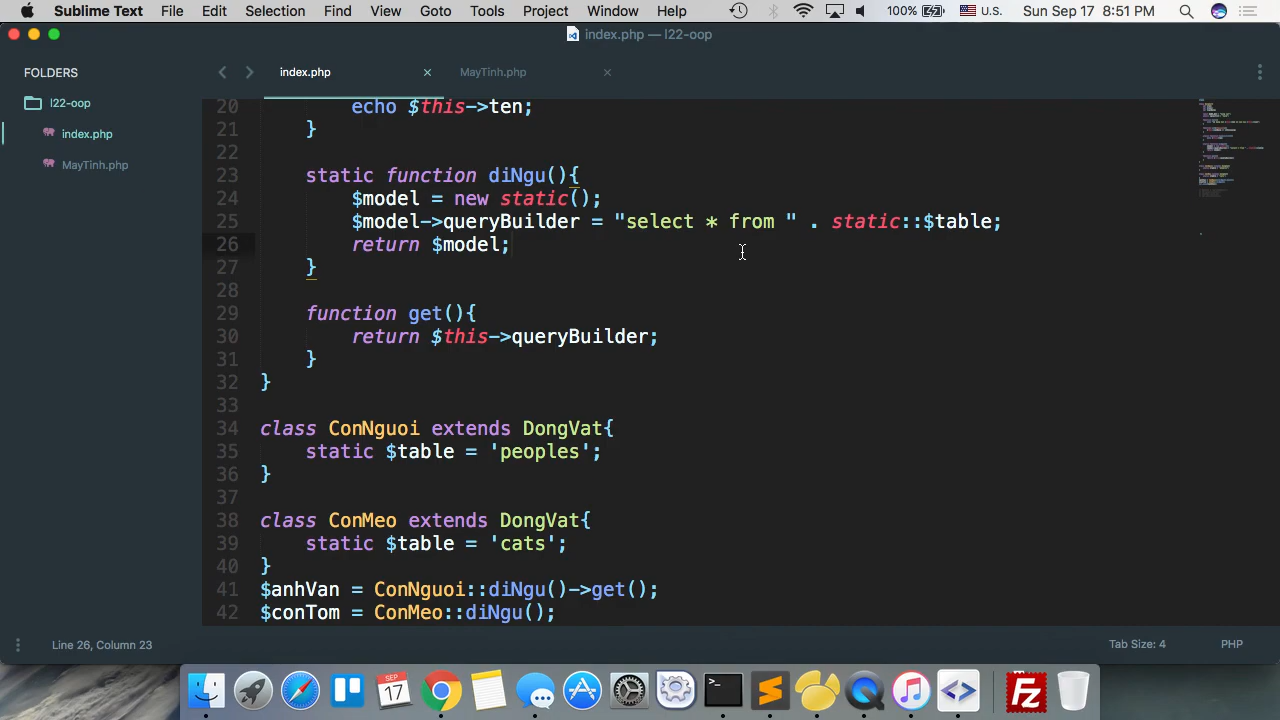 Sublime Text File Edit Selection Find View Goto Tools Project Window Help 100% U.S. Sun Sep 17 8:51 PM
index.php — l22-oop
FOLDERS
l22-oop
index.php
MayTinh.php
index.php × MayTinh.php ×
20 echo $this->ten;
21 }
22
23 static function diNgu(){
24 $model = new static();
25 $model->queryBuilder = "select * from " . static::$table;
26 return $model;
27 }
28
29 function get(){
30 return $this->queryBuilder;
31 }
32 }
33
34 class ConNguoi extends DongVat{
35 static $table = 'peoples';
36 }
37
38 class ConMeo extends DongVat{
39 static $table = 'cats';
40 }
41 $anhVan = ConNguoi::diNgu()->get();
42 $conTom = ConMeo::diNgu();
Line 26, Column 23 Tab Size: 4 PHP
SEP
17
>_
Fz